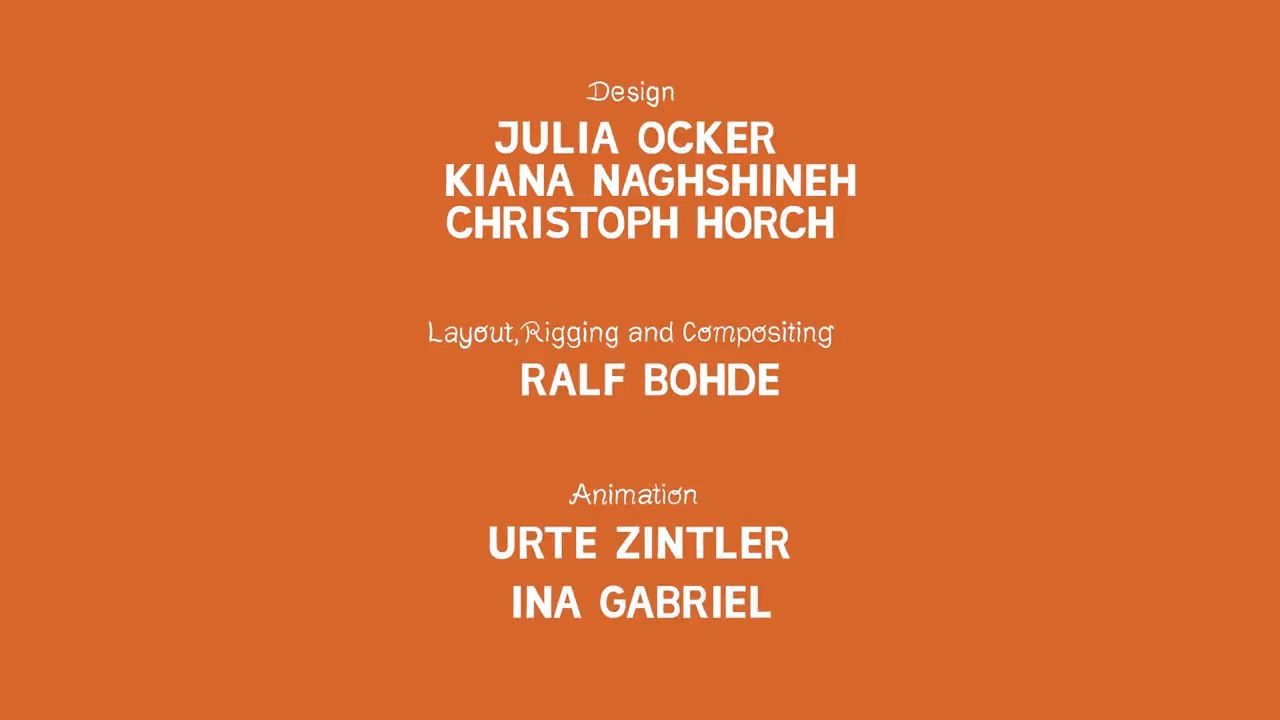 Design
JULIA OCKER
KIANA NAGHSHINEH
CHRISTOPH HORCH
Layout, Rigging and Compositing
RALF BOHDE
Animation
URTE ZINTLER
INA GABRIEL